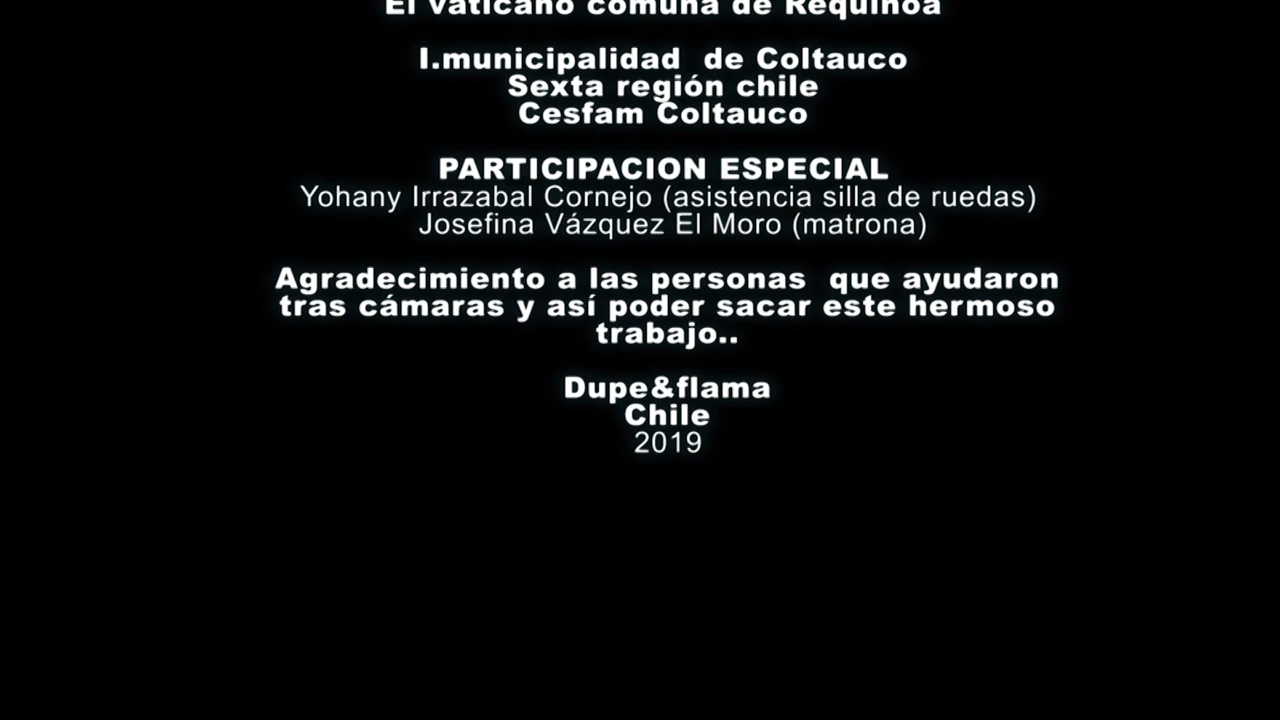 El vaticano comuna de Requinoa
I.municipalidad de Coltauco
Sexta región chile
Cesfam Coltauco
PARTICIPACION ESPECIAL
Yohany Irrazabal Cornejo (asistencia silla de ruedas)
Josefina Vázquez El Moro (matrona)
Agradecimiento a las personas que ayudaron
tras cámaras y así poder sacar este hermoso
trabajo..
Dupe&flama
Chile
2019